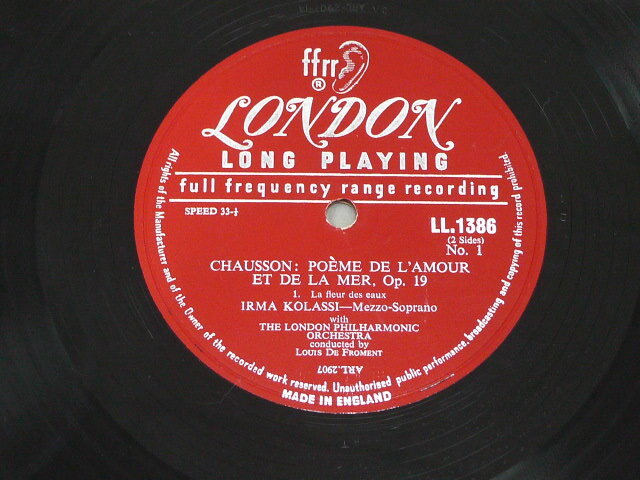 ffrr
®
LONDON
LONG PLAYING
full frequency range recording
SPEED 33-⅓
LL.1386
(2 Sides)
No. 1
CHAUSSON: POÈME DE L'AMOUR
ET DE LA MER, Op. 19
1. La fleur des eaux
IRMA KOLASSI—Mezzo-Soprano
with
THE LONDON PHILHARMONIC
ORCHESTRA
conducted by
LOUIS DE FROMENT
ARL.2907
All rights of the Manufacturer and of the Owner of the recorded work reserved. Unauthorised public performance, broadcasting and copying of this record prohibited.
MADE IN ENGLAND